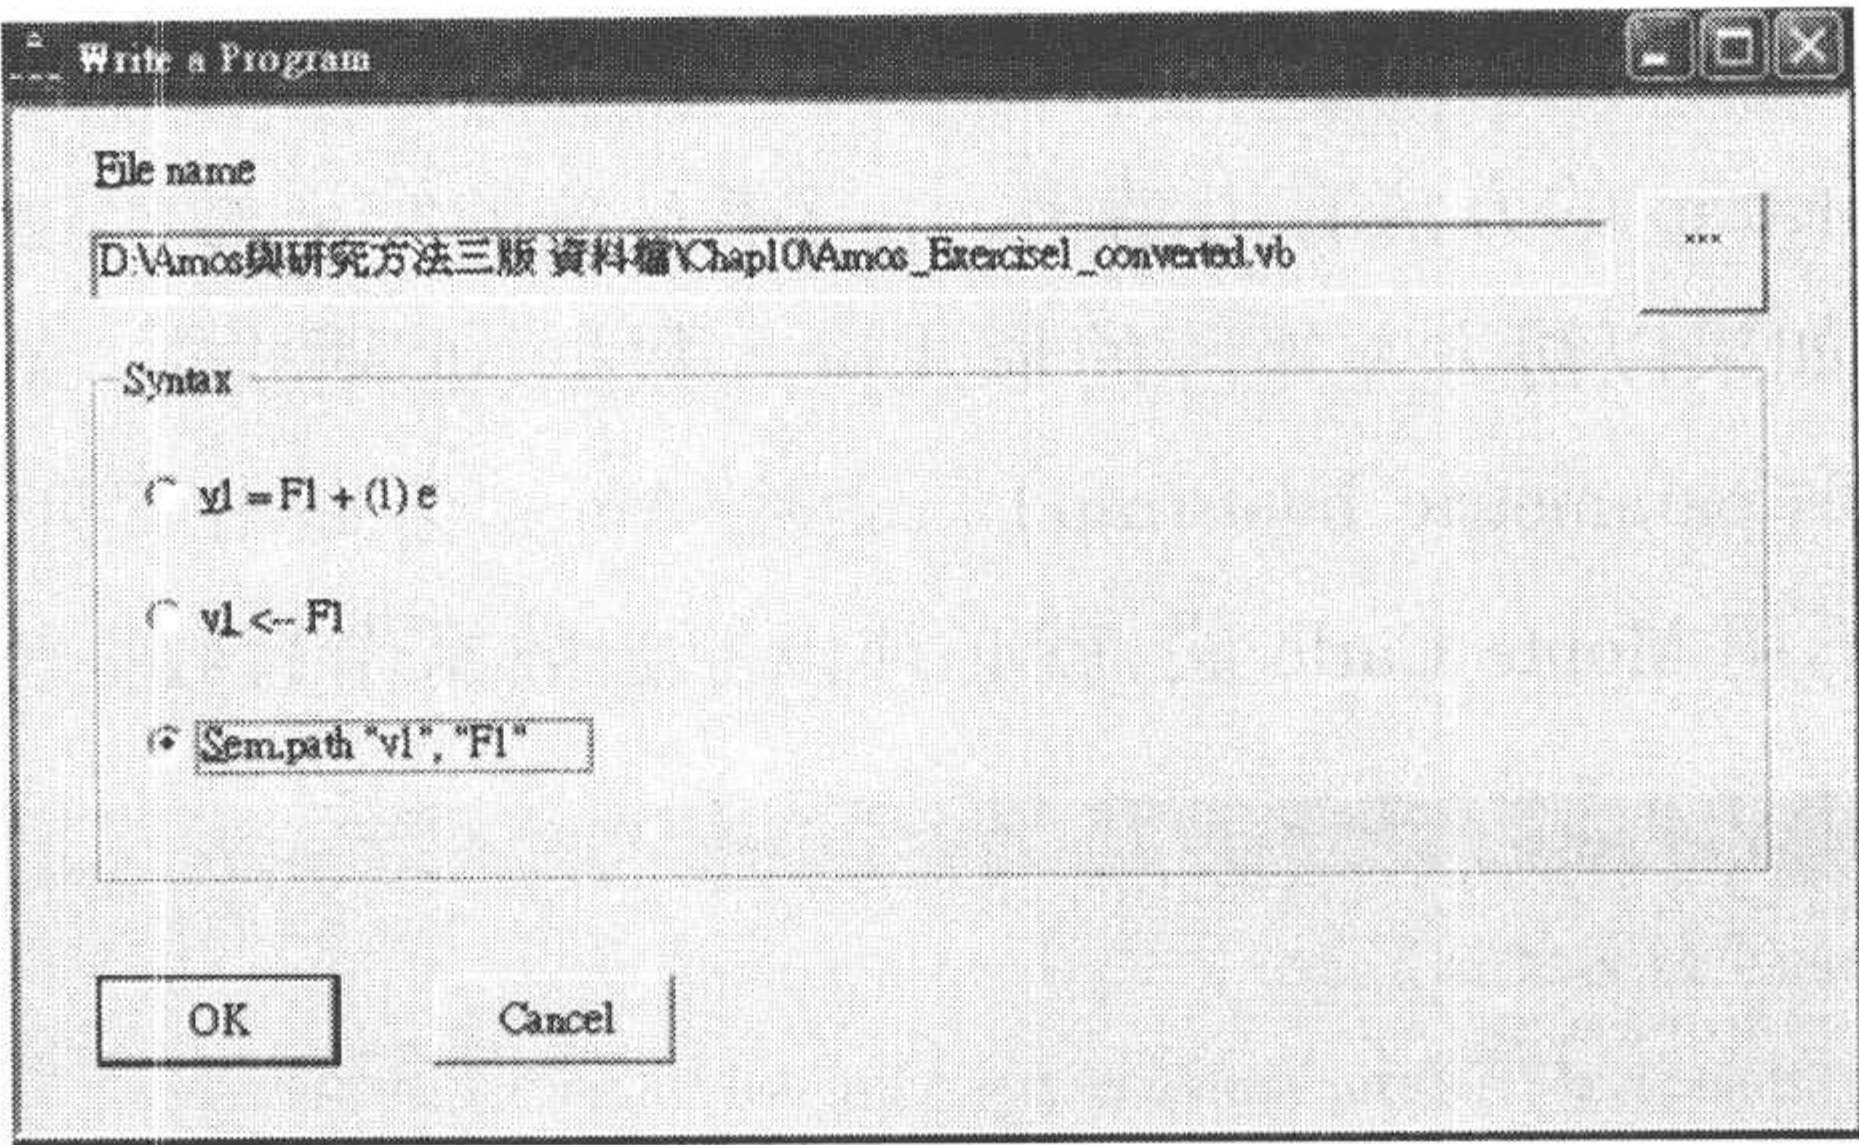 Write a Program
File name
D:\Amos與研究方法三版 資料檔\Chap10\Amos_Exercise1_converted.vb
...
Syntax
v1 = F1 + (1) e
v1 <-- F1
Sem.path "v1", "F1"
OK
Cancel